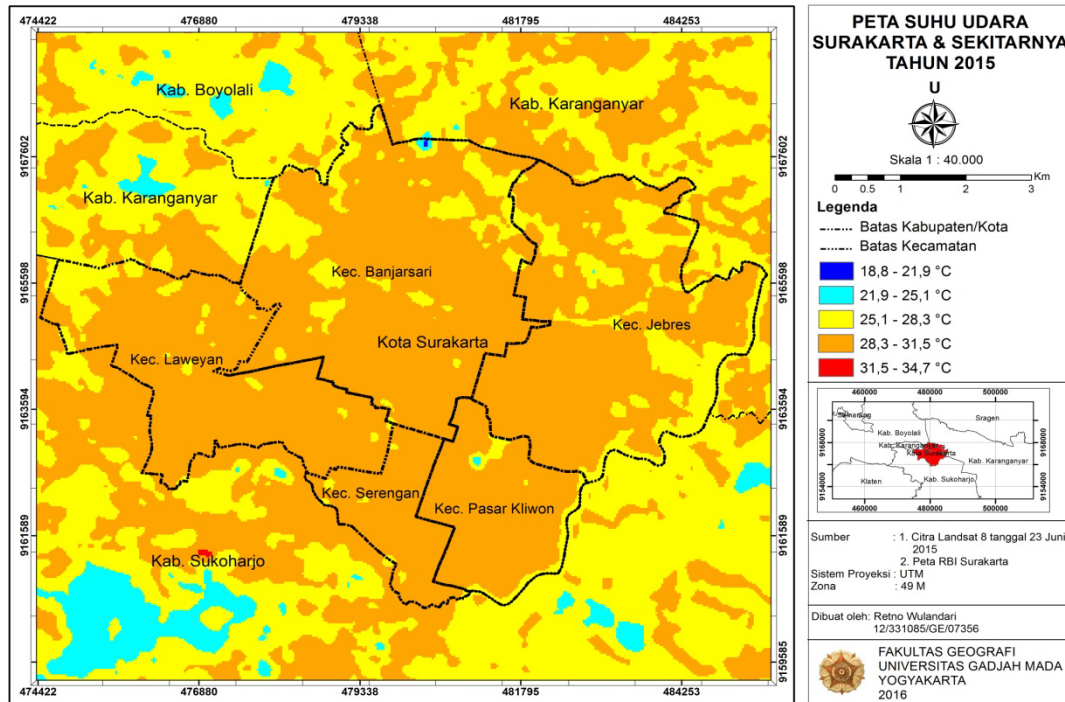 474422 476880 479338 481795 484253
9167602
9165598
9163594
9161589
9159585
Kab. Boyolali
Kab. Karanganyar
Kab. Karanganyar
Kec. Banjarsari
Kota Surakarta
Kec. Jebres
Kec. Laweyan
Kec. Serengan
Kec. Pasar Kliwon
Kab. Sukoharjo
9167602
9165598
9163594
9161589
9159585
474422 476880 479338 481795 484253
PETA SUHU UDARA
SURAKARTA & SEKITARNYA
TAHUN 2015
U
Skala 1 : 40.000
0 0.5 1 2 3 Km
Legenda
Batas Kabupaten/Kota
Batas Kecamatan
18,8 - 21,9 °C
21,9 - 25,1 °C
25,1 - 28,3 °C
28,3 - 31,5 °C
31,5 - 34,7 °C
460000 480000 500000
Sragen
Kab. Boyolali
Kab. Karanganyar
Kota Surakarta
Kab. Karanganyar
Klaten
Kab. Sukoharjo
9168000
9154000
9168000
9154000
460000 480000 500000
Sumber : 1. Citra Landsat 8 tanggal 23 Juni
2015
2. Peta RBI Surakarta
Sistem Proyeksi : UTM
Zona : 49 M
Dibuat oleh: Retno Wulandari
12/331085/GE/07356
FAKULTAS GEOGRAFI
UNIVERSITAS GADJAH MADA
YOGYAKARTA
2016